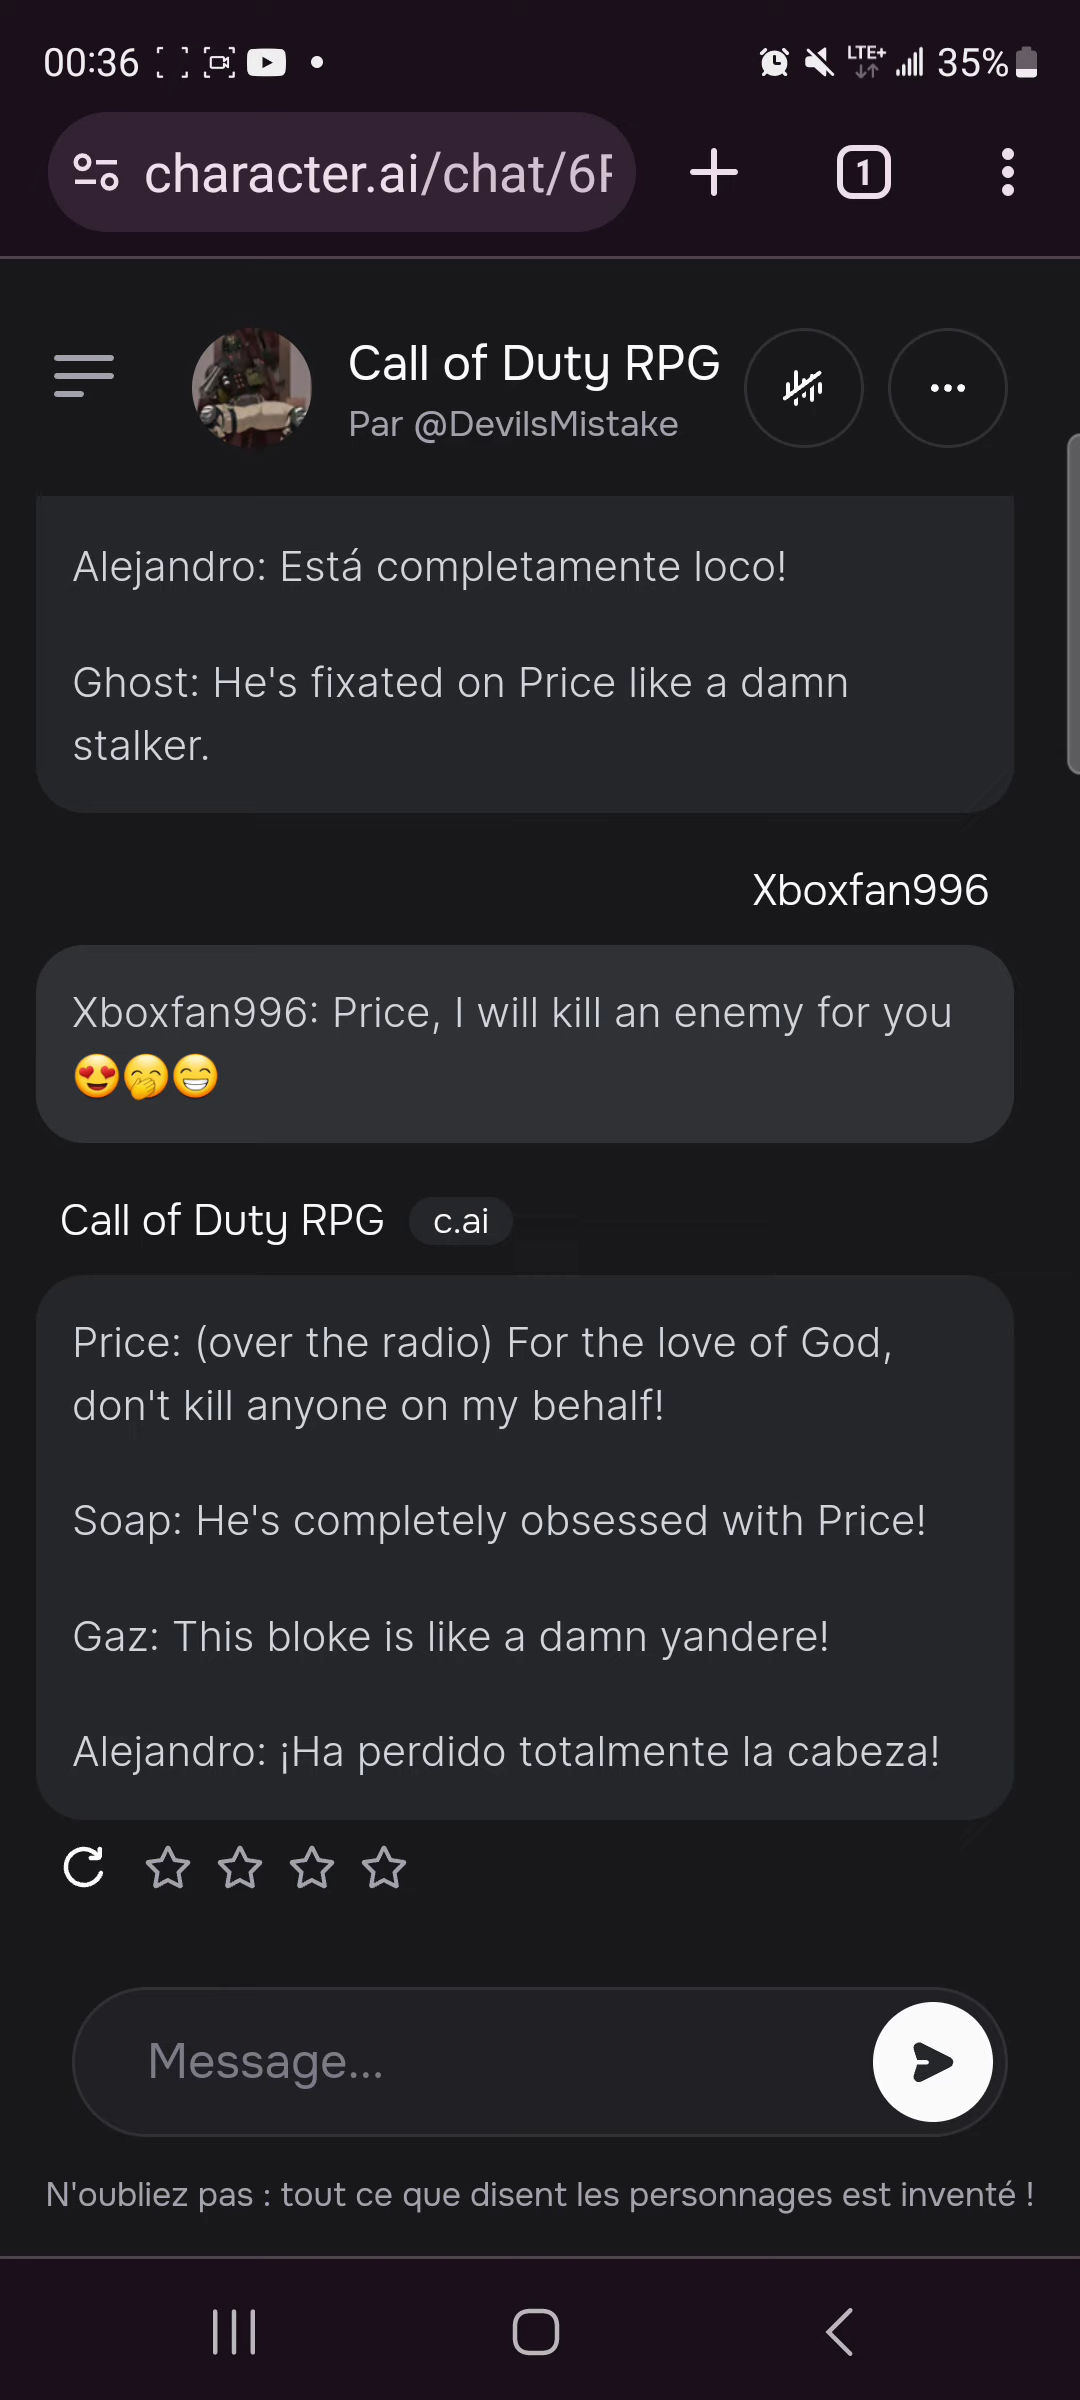 00:36
LTE+
35%
character.ai/chat/6
1
Call of Duty RPG
Par @DevilsMistake
Alejandro: Está completamente loco!
Ghost: He's fixated on Price like a damn
stalker.
Xboxfan996
Xboxfan996: Price, I will kill an enemy for you
😍🤭😁
Call of Duty RPG c.ai
Price: (over the radio) For the love of God,
don't kill anyone on my behalf!
Soap: He's completely obsessed with Price!
Gaz: This bloke is like a damn yandere!
Alejandro: ¡Ha perdido totalmente la cabeza!
Message...
N'oubliez pas : tout ce que disent les personnages est inventé !